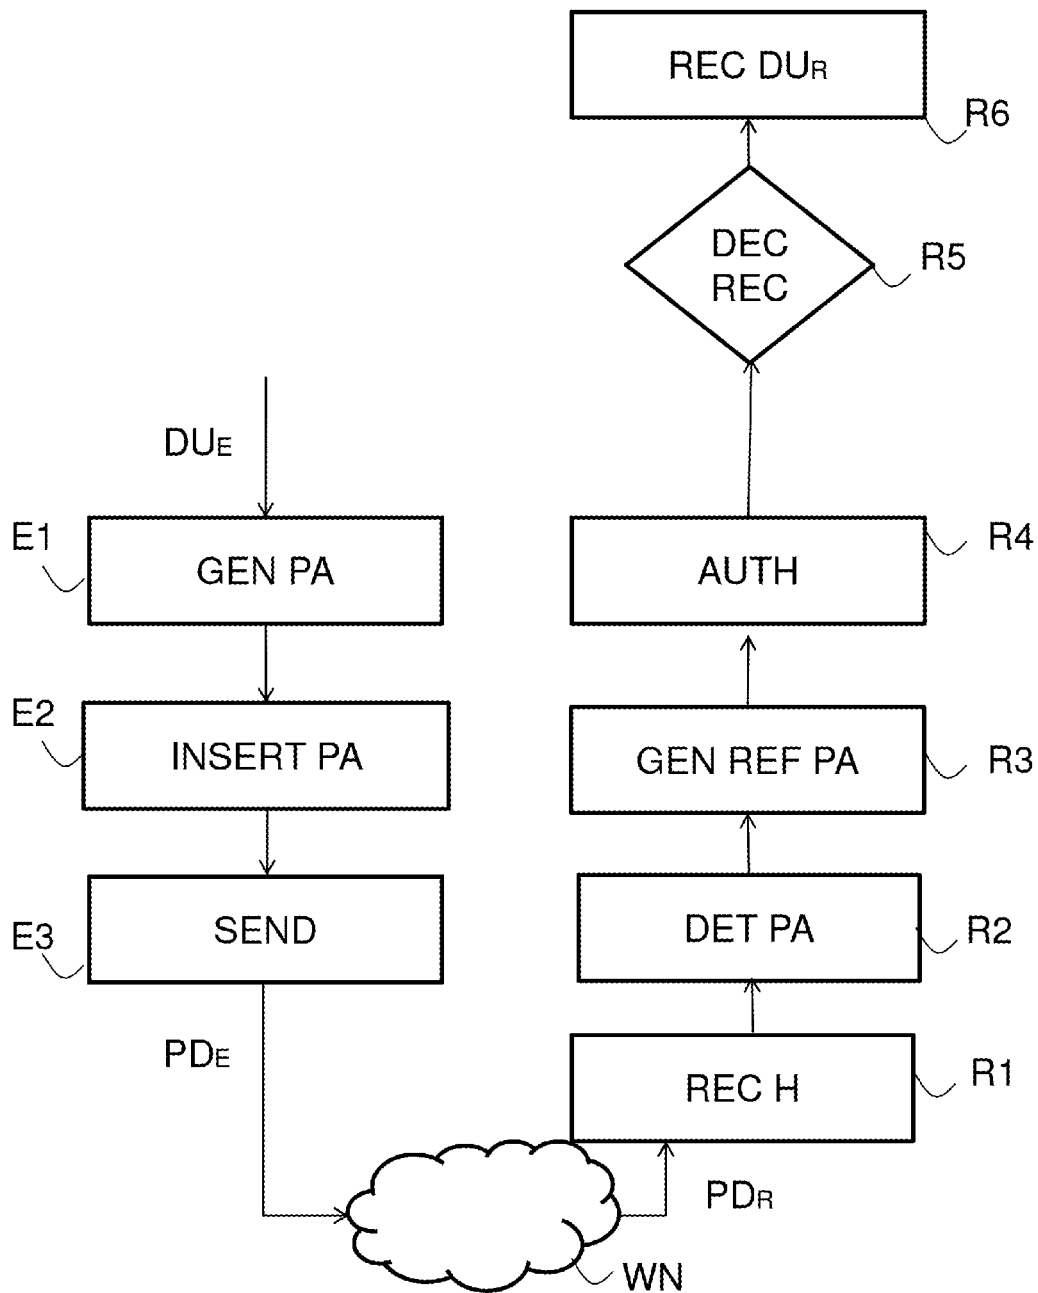 REC DUR
R6
DEC
REC
R5
DUE
E1
GEN PA
AUTH
R4
E2
INSERT PA
GEN REF PA
R3
E3
SEND
DET PA
R2
PDE
REC H
R1
PDR
WN